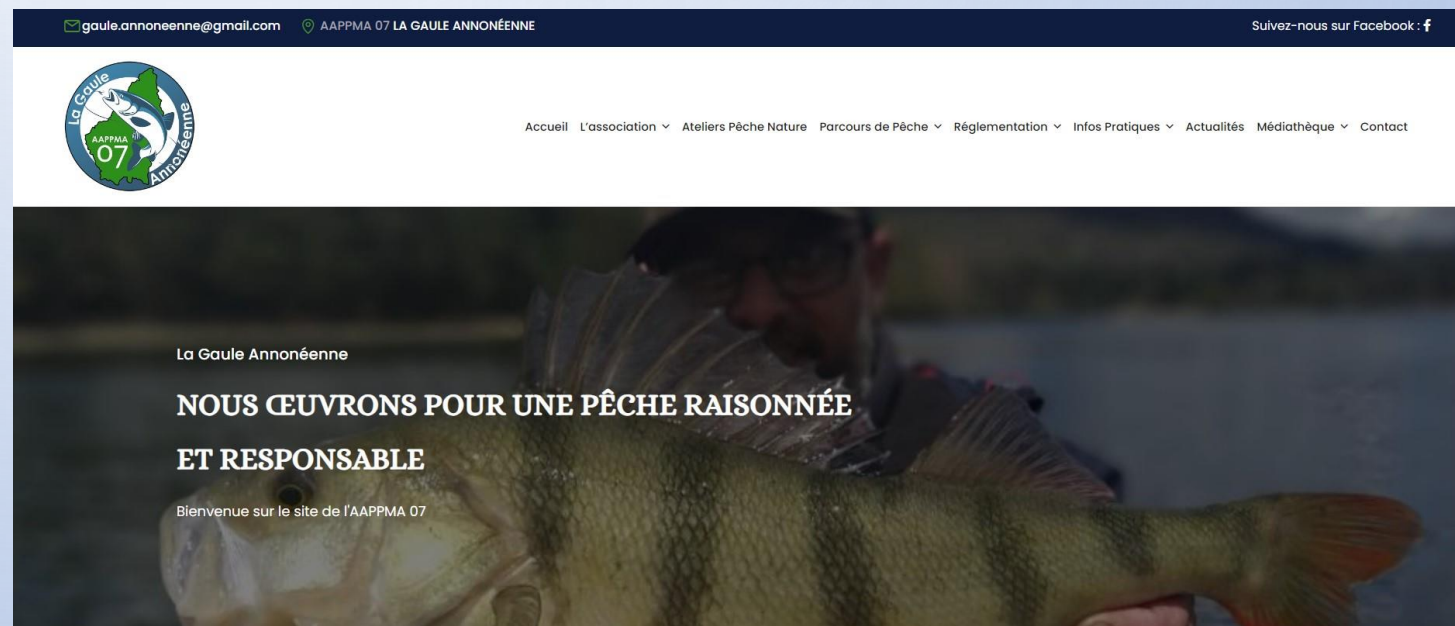 gaule.annoneenne@gmail.com AAPPMA 07 LA GAULE ANNONÉENNE Suivez-nous sur Facebook :
La Gaule Annonéenne
AAPPMA
07
Accueil L'association Ateliers Pêche Nature Parcours de Pêche Réglementation Infos Pratiques Actualités Médiathèque Contact
La Gaule Annonéenne
NOUS ŒUVRONS POUR UNE PÊCHE RAISONNÉE
ET RESPONSABLE
Bienvenue sur le site de l'AAPPMA 07